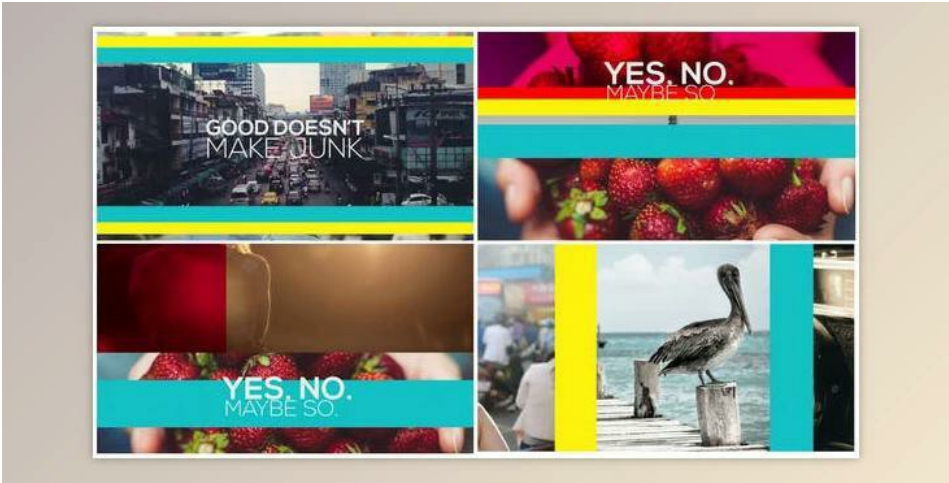 GOOD DOESN'T
MAKE JUNK
YES. NO.
MAYBE SO
YES. NO.
MAYBE SO.